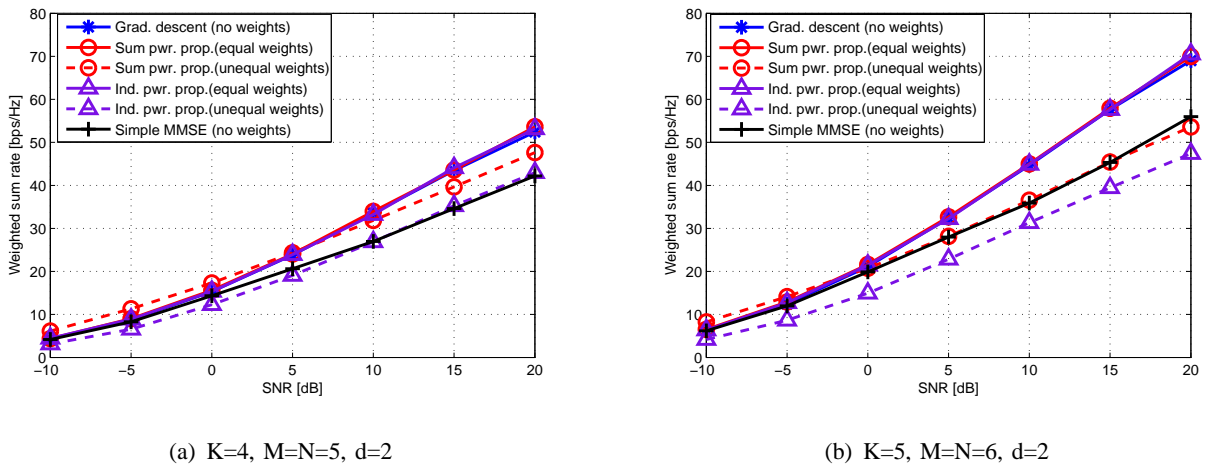 80
70
60
50
40
30
20
10
0
Weighted sum rate [bps/Hz]
Grad. descent (no weights)
Sum pwr. prop.(equal weights)
Sum pwr. prop.(unequal weights)
Ind. pwr. prop.(equal weights)
Ind. pwr. prop.(unequal weights)
Simple MMSE (no weights)
−10 −5 0 5 10 15 20
SNR [dB]
(a) K=4, M=N=5, d=2
80
70
60
50
40
30
20
10
0
Weighted sum rate [bps/Hz]
Grad. descent (no weights)
Sum pwr. prop.(equal weights)
Sum pwr. prop.(unequal weights)
Ind. pwr. prop.(equal weights)
Ind. pwr. prop.(unequal weights)
Simple MMSE (no weights)
−10 −5 0 5 10 15 20
SNR [dB]
(b) K=5, M=N=6, d=2